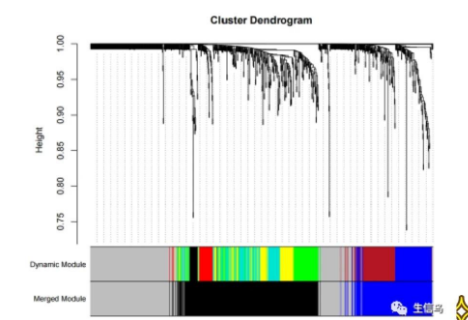 Cluster Dendrogram
Height
1.00
0.95
0.90
0.85
0.80
0.75
Dynamic Module
Merged Module
生信鸟